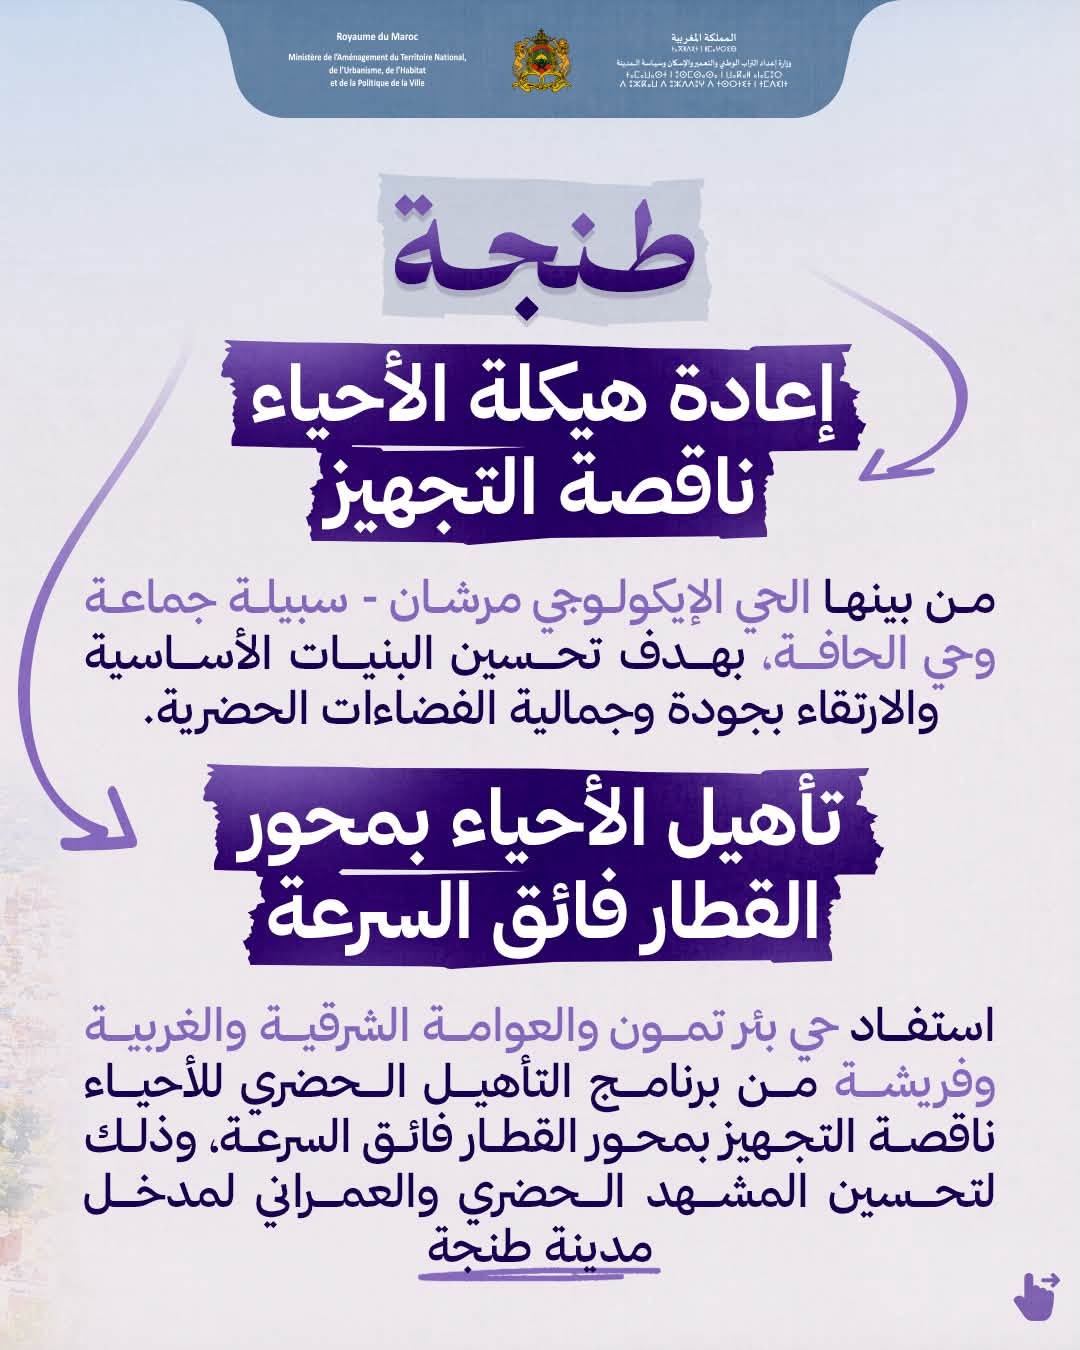 Royaume du Maroc
Ministère de l'Aménagement du Territoire National,
de l'Urbanisme, de l'Habitat
et de la Politique de la Ville
المملكة المغربية
ⵜⴰⴳⵍⴷⵉⵜ ⵏ ⵍⵎⵖⵔⵉⴱ
وزارة إعداد التراب الوطني والتعمير والإسكان وسياسة المدينة
طنجة
إعادة هيكلة الأحياء
ناقصة التجهيز
من بينها الحي الإيكولوجي مرشان - سبيلة جماعة
وحي الحافة، بهدف تحسين البنيات الأساسية
والارتقاء بجودة وجمالية الفضاءات الحضرية.
تأهيل الأحياء بمحور
القطار فائق السرعة
استفاد حي بئر تمون والعوامة الشرقية والغربية
وفريشة من برنامج التأهيل الحضري للأحياء
ناقصة التجهيز بمحور القطار فائق السرعة، وذلك
لتحسين المشهد الحضري والعمراني لمدخل
مدينة طنجة